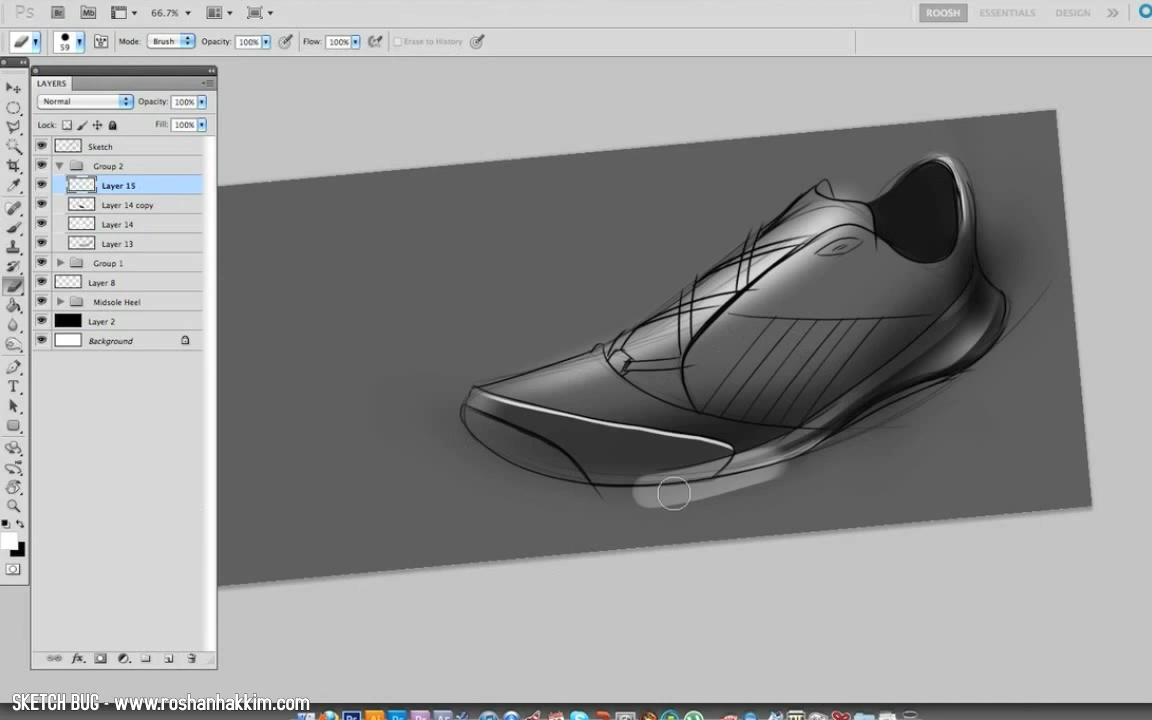 Ps Br Mb 66.7% ROOSH ESSENTIALS DESIGN
59 Mode: Brush Opacity: 100% Flow: 100% Erase to History
LAYERS
Normal Opacity: 100%
Lock: Fill: 100%
Sketch
Group 2
Layer 15
Layer 14 copy
Layer 14
Layer 13
Group 1
Layer 8
Midsole Heel
Layer 2
Background
T
fx
SKETCH BUG - www.roshanhakkim.com